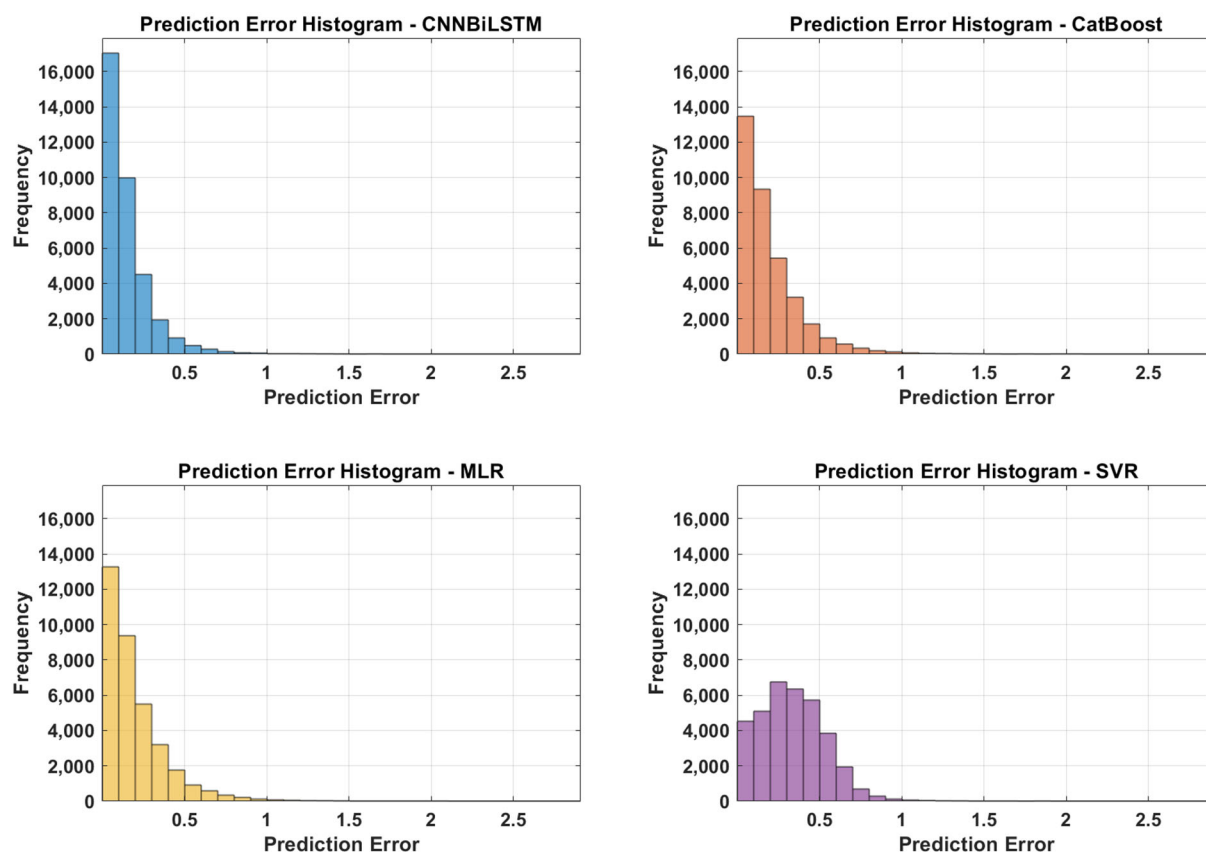 Prediction Error Histogram - CNNBiLSTM
16,000
14,000
12,000
10,000
8,000
6,000
4,000
2,000
0
Frequency
0.5 1 1.5 2 2.5
Prediction Error
Prediction Error Histogram - CatBoost
16,000
14,000
12,000
10,000
8,000
6,000
4,000
2,000
0
Frequency
0.5 1 1.5 2 2.5
Prediction Error
Prediction Error Histogram - MLR
16,000
14,000
12,000
10,000
8,000
6,000
4,000
2,000
0
Frequency
0.5 1 1.5 2 2.5
Prediction Error
Prediction Error Histogram - SVR
16,000
14,000
12,000
10,000
8,000
6,000
4,000
2,000
0
Frequency
0.5 1 1.5 2 2.5
Prediction Error